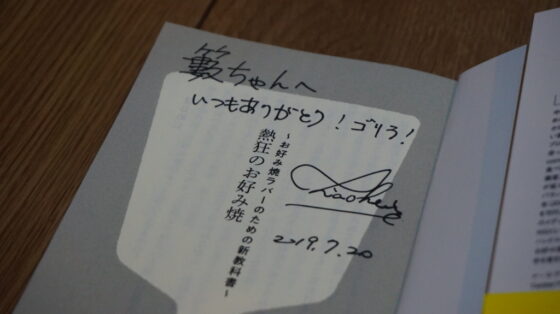 籔ちゃんへ
いつもありがとう！ゴリラ！
～お好み焼ラバーのための新教科書～
熱狂のお好み焼
2019.7.20